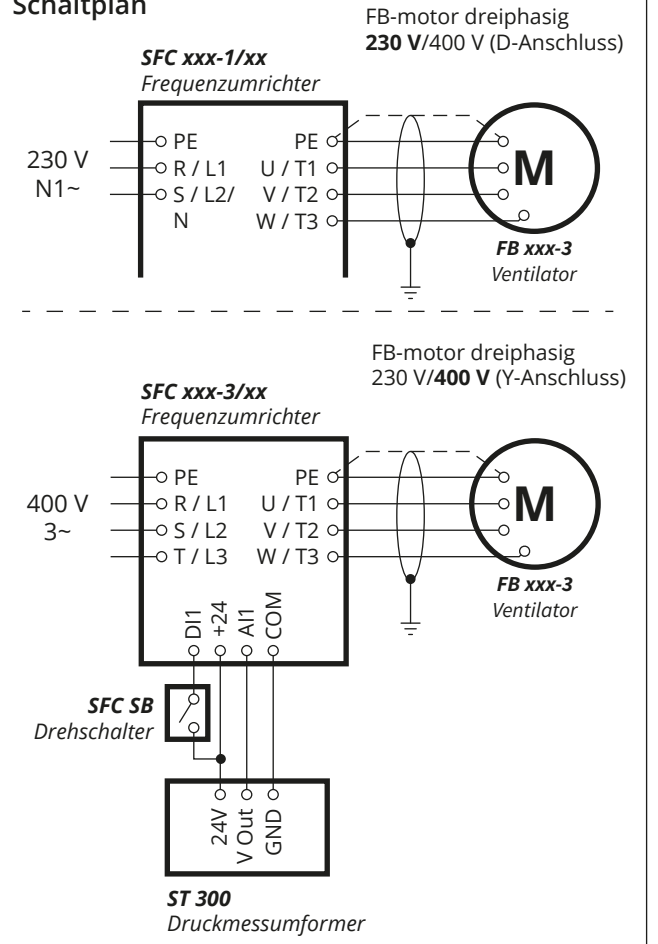 Schaltplan
FB-motor dreiphasig
230 V/400 V (D-Anschluss)
SFC xxx-1/xx
Frequenzumrichter
230 V
N1~
PE
R / L1
S / L2/
N
PE
U / T1
V / T2
W / T3
M
FB xxx-3
Ventilator
FB-motor dreiphasig
230 V/400 V (Y-Anschluss)
SFC xxx-3/xx
Frequenzumrichter
400 V
3~
PE
R / L1
S / L2
T / L3
PE
U / T1
V / T2
W / T3
M
FB xxx-3
Ventilator
DI1
+24
AI1
COM
SFC SB
Drehschalter
24V
V Out
GND
ST 300
Druckmessumformer